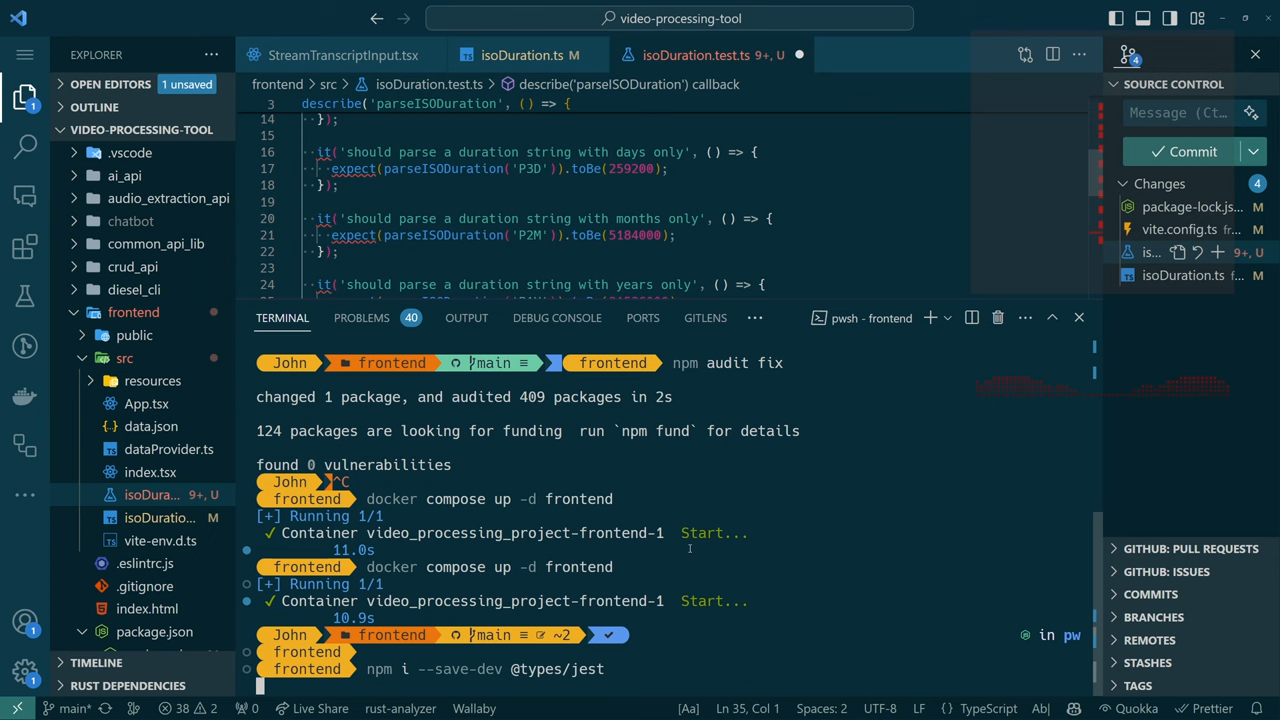 video-processing-tool
EXPLORER
OPEN EDITORS 1 unsaved
OUTLINE
VIDEO-PROCESSING-TOOL
.vscode
ai_api
audio_extraction_api
chatbot
common_api_lib
crud_api
diesel_cli
frontend
public
src
resources
App.tsx
data.json
dataProvider.ts
index.tsx
isoDura... 9+, U
isoDuratio... M
vite-env.d.ts
.eslintrc.js
.gitignore
index.html
package.json
TIMELINE
RUST DEPENDENCIES
StreamTranscriptInput.tsx
isoDuration.ts M
isoDuration.test.ts 9+, U
frontend > src > isoDuration.test.ts > describe('parseISODuration') callback
3 describe('parseISODuration', () => {
14 });
15
16 it('should parse a duration string with days only', () => {
17 expect(parseISODuration('P3D')).toBe(259200);
18 });
19
20 it('should parse a duration string with months only', () => {
21 expect(parseISODuration('P2M')).toBe(5184000);
22 });
23
24 it('should parse a duration string with years only', () => {
TERMINAL PROBLEMS 40 OUTPUT DEBUG CONSOLE PORTS GITLENS ... pwsh - frontend
John frontend main ≡ frontend npm audit fix
changed 1 package, and audited 409 packages in 2s
124 packages are looking for funding run `npm fund` for details
found 0 vulnerabilities
John ^C
frontend docker compose up -d frontend
[+] Running 1/1
✓ Container video_processing_project-frontend-1 Start...
11.0s
frontend docker compose up -d frontend
[+] Running 1/1
✓ Container video_processing_project-frontend-1 Start...
10.9s
John frontend main ≡ ~2 ✓ in pw
frontend
frontend npm i --save-dev @types/jest
4
SOURCE CONTROL
Message (Ct...
Commit
Changes 4
package-lock.js... M
vite.config.ts fr... M
is... 9+, U
isoDuration.ts fr... M
GITHUB: PULL REQUESTS
GITHUB: ISSUES
COMMITS
BRANCHES
REMOTES
STASHES
TAGS
main* 38 2 0 Live Share rust-analyzer Wallaby [Aa] Ln 35, Col 1 Spaces: 2 UTF-8 LF {} TypeScript Ab| Quokka Prettier